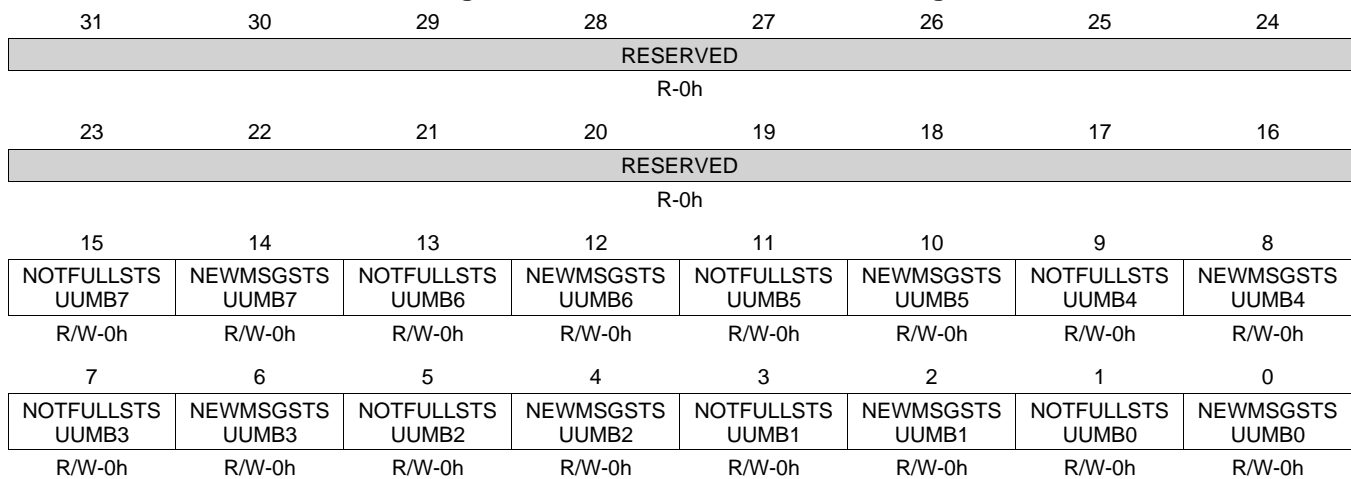 31 30 29 28 27 26 25 24
RESERVED
R-0h
23 22 21 20 19 18 17 16
RESERVED
R-0h
15 14 13 12 11 10 9 8
NOTFULLSTS NEWMSGSTS NOTFULLSTS NEWMSGSTS NOTFULLSTS NEWMSGSTS NOTFULLSTS NEWMSGSTS
UUMB7 UUMB7 UUMB6 UUMB6 UUMB5 UUMB5 UUMB4 UUMB4
R/W-0h R/W-0h R/W-0h R/W-0h R/W-0h R/W-0h R/W-0h R/W-0h
7 6 5 4 3 2 1 0
NOTFULLSTS NEWMSGSTS NOTFULLSTS NEWMSGSTS NOTFULLSTS NEWMSGSTS NOTFULLSTS NEWMSGSTS
UUMB3 UUMB3 UUMB2 UUMB2 UUMB1 UUMB1 UUMB0 UUMB0
R/W-0h R/W-0h R/W-0h R/W-0h R/W-0h R/W-0h R/W-0h R/W-0h